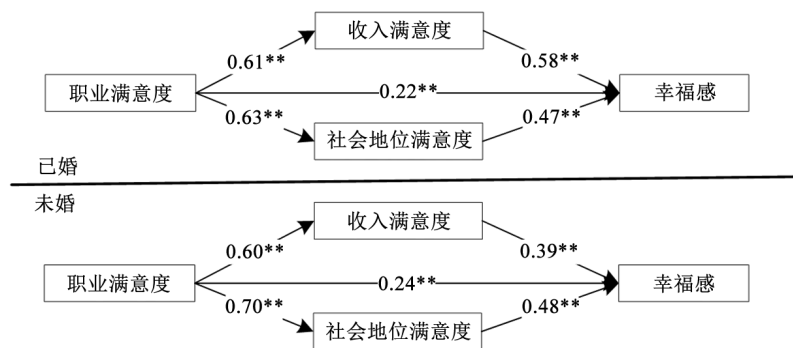 收入满意度
0.61**
0.58**
职业满意度
0.22**
幸福感
0.63**
0.47**
社会地位满意度
已婚
未婚
收入满意度
0.60**
0.39**
职业满意度
0.24**
幸福感
0.70**
0.48**
社会地位满意度